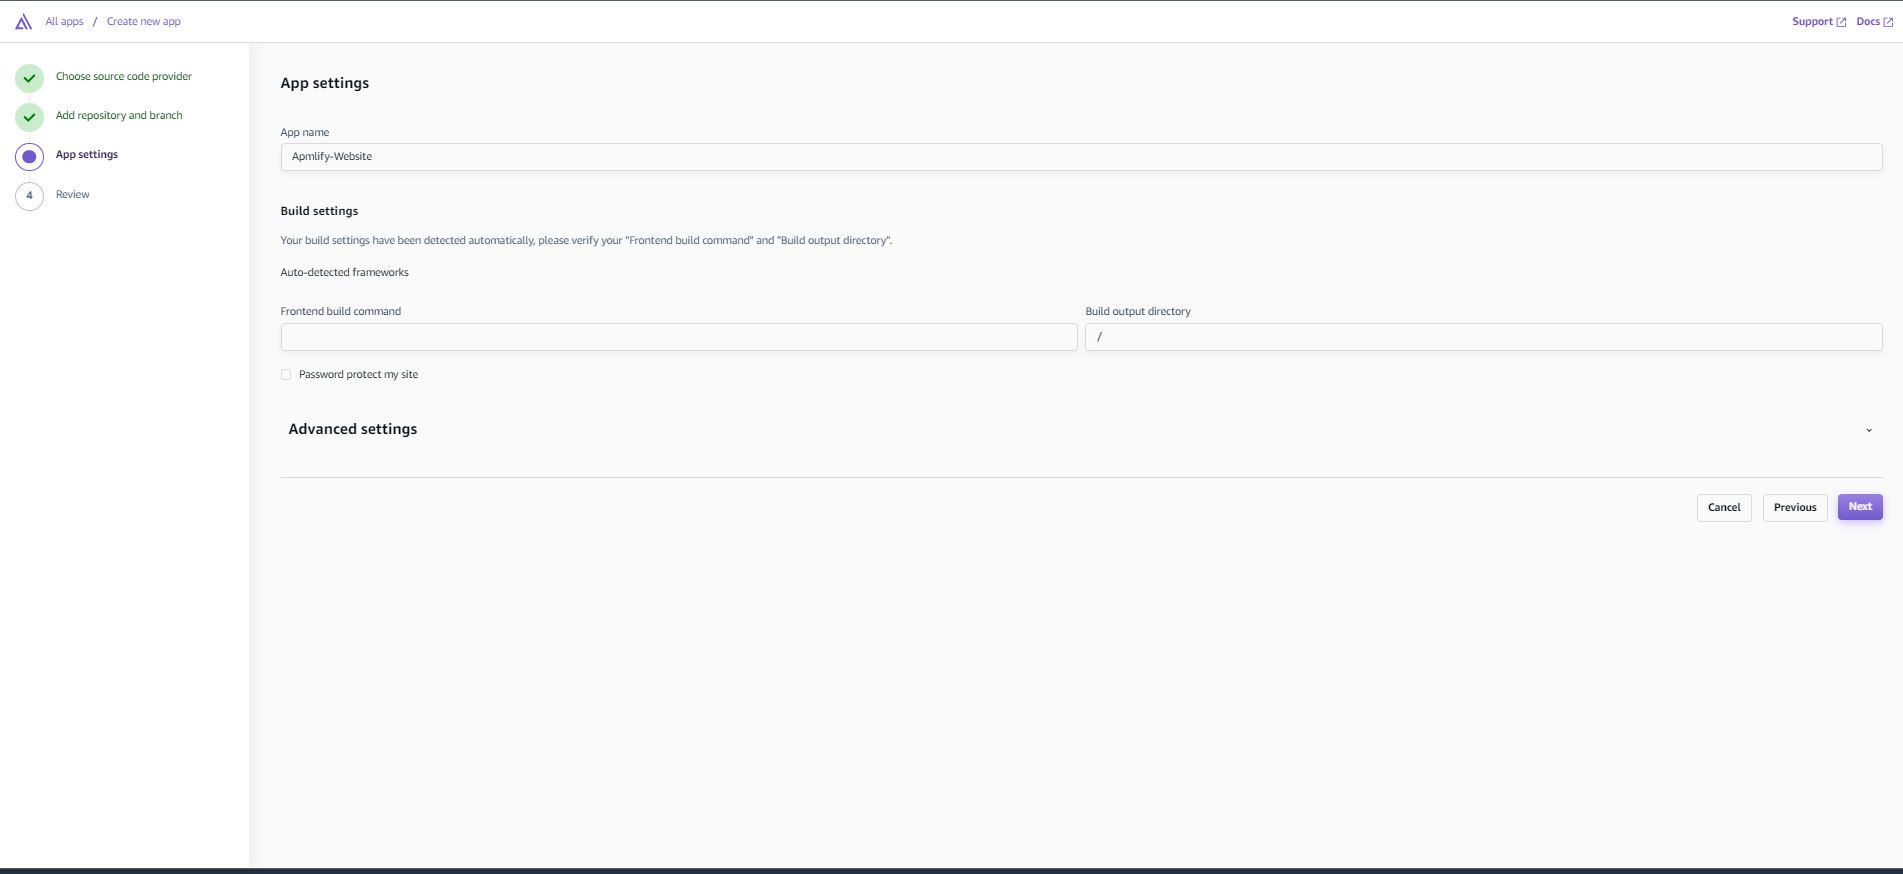 All apps / Create new app
Support Docs
Choose source code provider
Add repository and branch
App settings
4 Review
App settings
App name
Apmlify-Website
Build settings
Your build settings have been detected automatically, please verify your "Frontend build command" and "Build output directory".
Auto-detected frameworks
Frontend build command
Build output directory
/
Password protect my site
Advanced settings
Cancel Previous Next